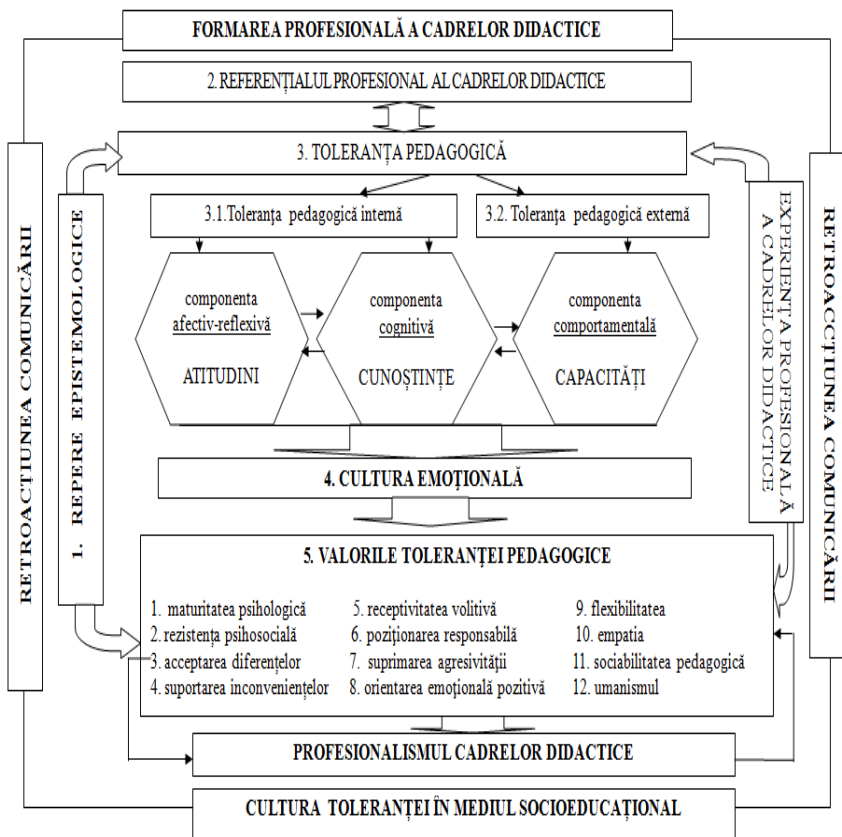 FORMAREA PROFESIONALĂ A CADRELOR DIDACTICE
2. REFERENȚIALUL PROFESIONAL AL CADRELOR DIDACTICE
3. TOLERANȚA PEDAGOGICĂ
3.1.Toleranța pedagogică internă
3.2. Toleranța pedagogică externă
componenta
afectiv-reflexivă
ATITUDINI
componenta
cognitivă
CUNOȘTINȚE
componenta
comportamentală
CAPACITĂȚI
4. CULTURA EMOȚIONALĂ
5. VALORILE TOLERANȚEI PEDAGOGICE
1. maturitatea psihologică
2. rezistența psihosocială
3. acceptarea diferențelor
4. suportarea inconveniențelor
5. receptivitatea volitivă
6. poziționarea responsabilă
7. suprimarea agresivității
8. orientarea emoțională pozitivă
9. flexibilitatea
10. empatia
11. sociabilitatea pedagogică
12. umanismul
PROFESIONALISMUL CADRELOR DIDACTICE
CULTURA TOLERANȚEI ÎN MEDIUL SOCIOEDUCAȚIONAL
RETROACȚIUNEA COMUNICĂRII
1. REPERE EPISTEMOLOGICE
EXPERIENȚA PROFESIONALĂ
A CADRELOR DIDACTICE
RETROACCȚIUNEA COMUNICĂRII